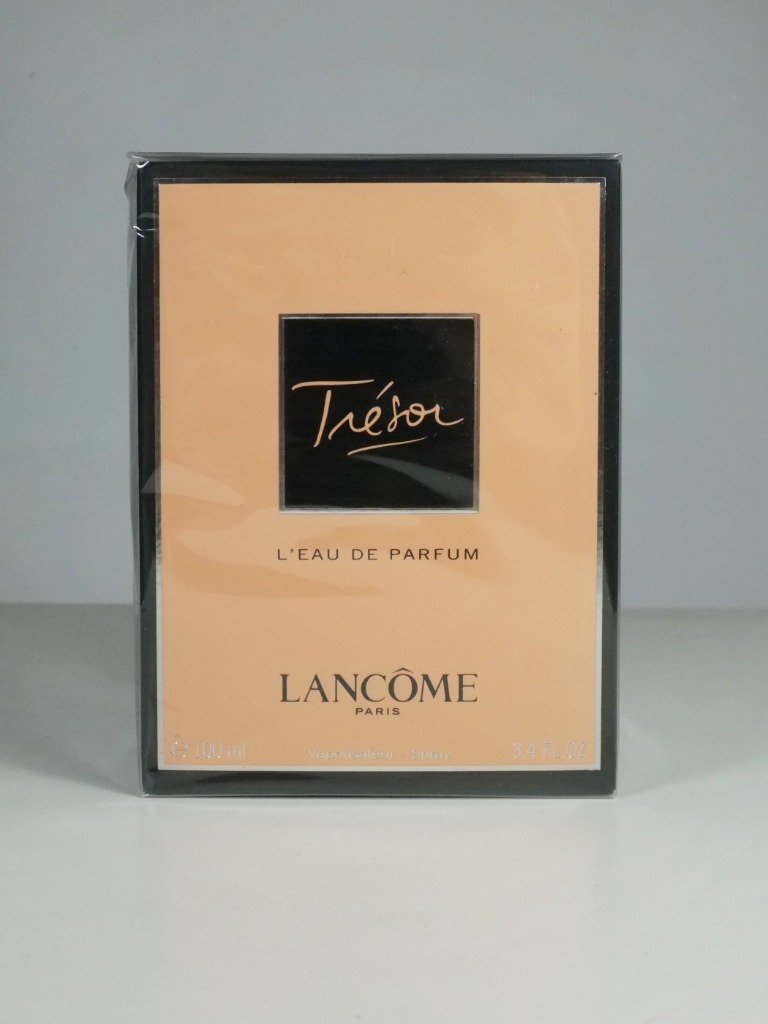 Trésor
L'EAU DE PARFUM
LANCÔME
PARIS
e 100 ml Vaporisateur - Spray 3.4 FL.OZ